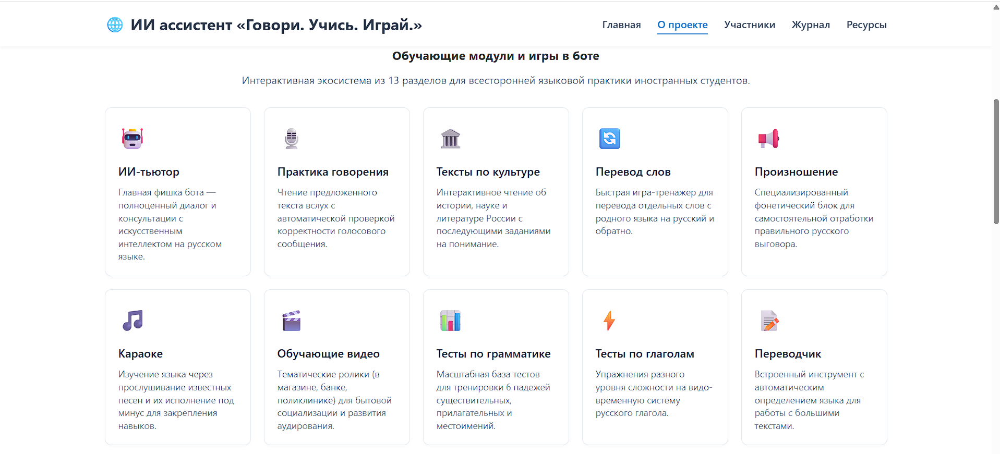 ИИ ассистент «Говори. Учись. Играй.»
Главная
О проекте
Участники
Журнал
Ресурсы
Обучающие модули и игры в боте
Интерактивная экосистема из 13 разделов для всесторонней языковой практики иностранных студентов.
ИИ-тьютор
Главная фишка бота —
полноценный диалог и
консультации с
искусственным
интеллектом на русском
языке.
Практика говорения
Чтение предложенного
текста вслух с
автоматической проверкой
корректности голосового
сообщения.
Тексты по культуре
Интерактивное чтение об
истории, науке и
литературе России с
последующими заданиями
на понимание.
Перевод слов
Быстрая игра-тренажер для
перевода отдельных слов с
родного языка на русский и
обратно.
Произношение
Специализированный
фонетический блок для
самостоятельной отработки
правильного русского
выговора.
Караоке
Изучение языка через
прослушивание известных
песен и их исполнение под
минус для закрепления
навыков.
Обучающие видео
Тематические ролики (в
магазине, банке,
поликлинике) для бытовой
социализации и развития
аудирования.
Тесты по грамматике
Масштабная база тестов
для тренировки 6 падежей
существительных,
прилагательных и
местоимений.
Тесты по глаголам
Упражнения разного
уровня сложности на видо-
временную систему
русского глагола.
Переводчик
Встроенный инструмент с
автоматическим
определением языка для
работы с большими
текстами.